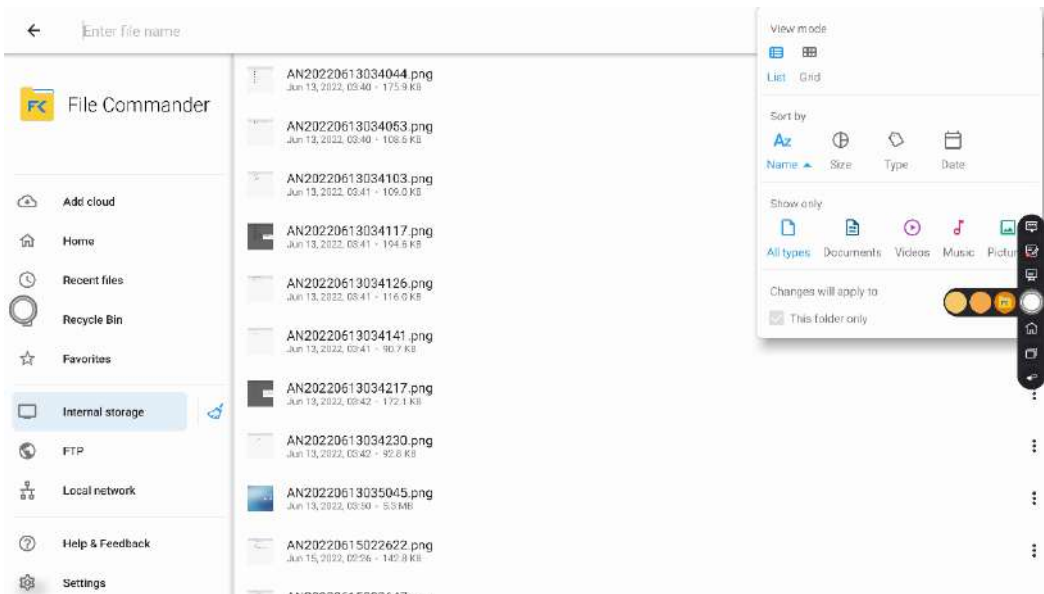 Enter file name
FC
File Commander
Add cloud
Home
Recent files
Recycle Bin
Favorites
Internal storage
FTP
Local network
Help & Feedback
Settings
AN20220613034044.png
Jun 13, 2022, 03:40 - 175.9 KB
AN20220613034053.png
Jun 13, 2022, 03:40 - 108.6 KB
AN20220613034103.png
Jun 13, 2022, 03:41 - 109.0 KB
AN20220613034117.png
Jun 13, 2022, 03:41 - 194.6 KB
AN20220613034126.png
Jun 13, 2022, 03:41 - 116.0 KB
AN20220613034141.png
Jun 13, 2022, 03:41 - 90.7 KB
AN20220613034217.png
Jun 13, 2022, 03:42 - 172.1 KB
AN20220613034230.png
Jun 13, 2022, 03:42 - 92.8 KB
AN20220613035045.png
Jun 13, 2022, 03:50 - 5.3 MB
AN20220615022622.png
Jun 15, 2022, 02:26 - 142.8 KB
View mode
List Grid
Sort by
Az
Name Size Type Date
Show only
All types Documents Videos Music Pictur
Changes will apply to
This folder only